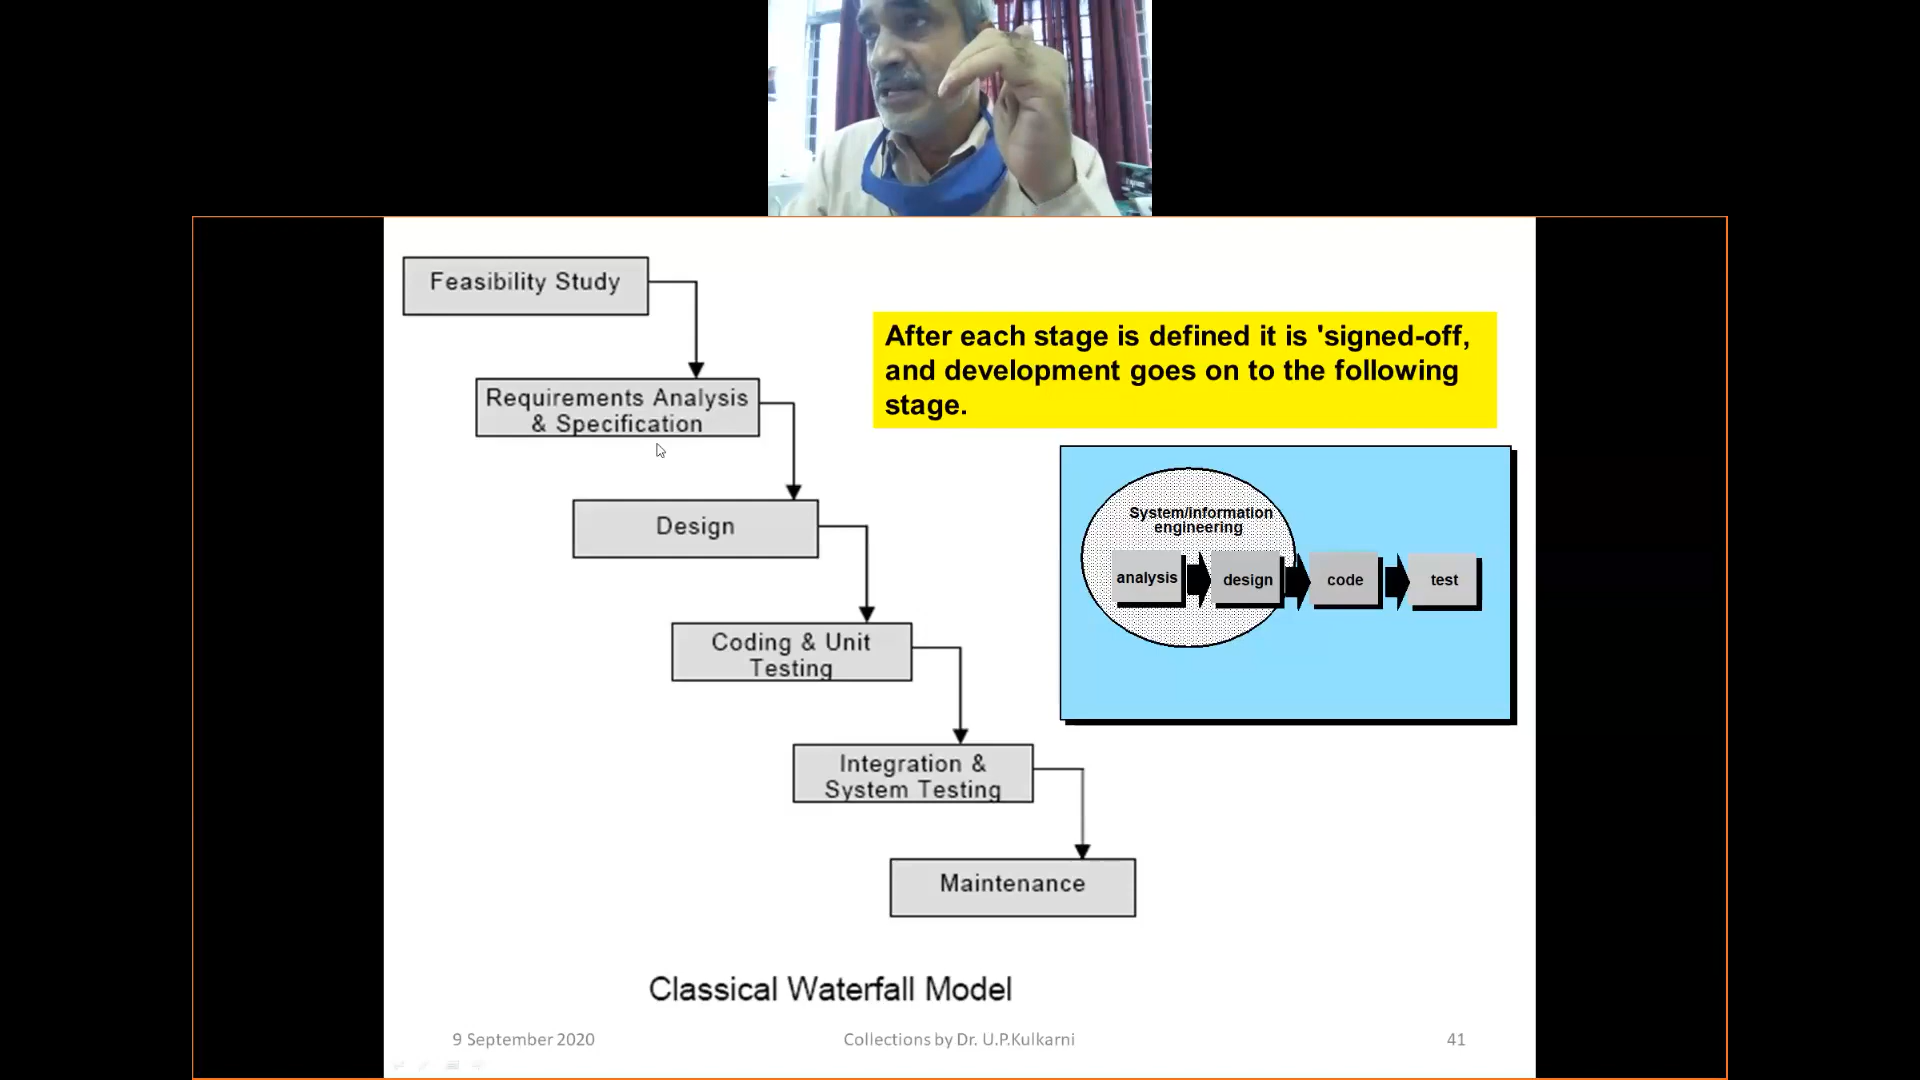 Feasibility Study
Requirements Analysis
& Specification
Design
Coding & Unit
Testing
Integration &
System Testing
Maintenance
After each stage is defined it is 'signed-off,
and development goes on to the following
stage.
System/information
engineering
analysis
design
code
test
Classical Waterfall Model
9 September 2020
Collections by Dr. U.P.Kulkarni
41